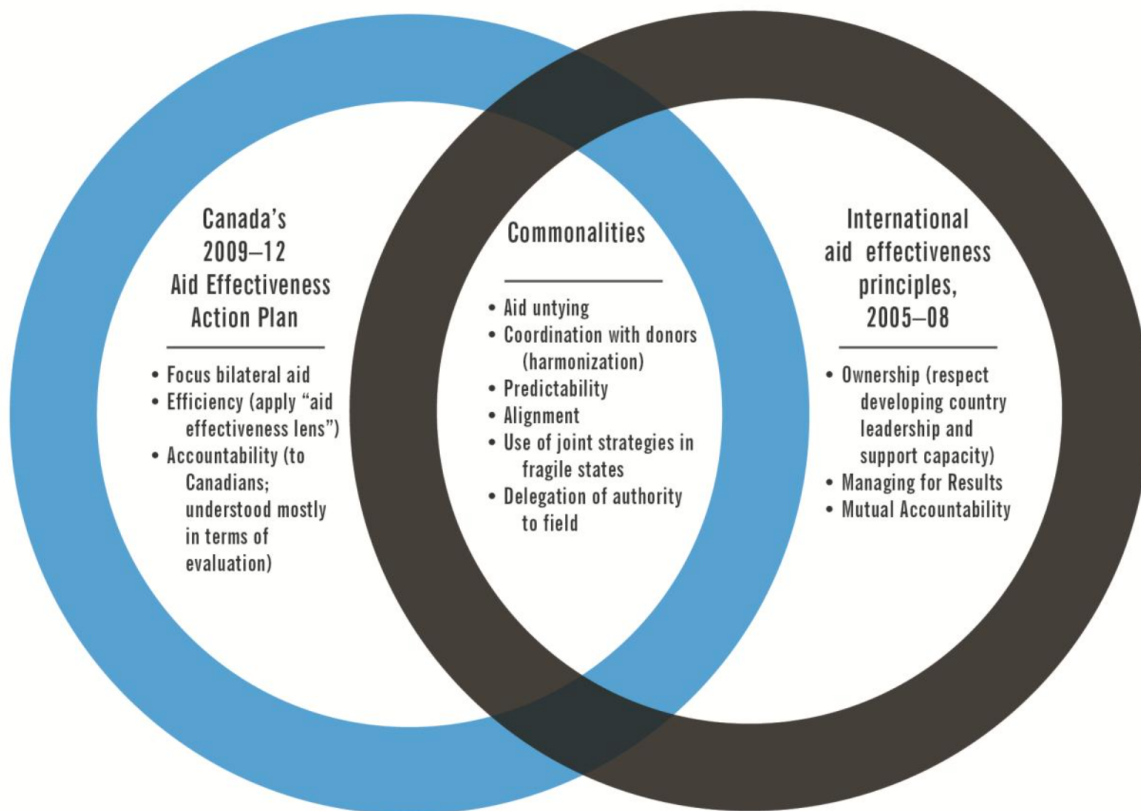 Canada's
2009–12
Aid Effectiveness
Action Plan
• Focus bilateral aid
• Efficiency (apply “aid
effectiveness lens”)
• Accountability (to
Canadians;
understood mostly
in terms of
evaluation)
Commonalities
• Aid untying
• Coordination with donors
(harmonization)
• Predictability
• Alignment
• Use of joint strategies in
fragile states
• Delegation of authority
to field
International
aid effectiveness
principles,
2005–08
• Ownership (respect
developing country
leadership and
support capacity)
• Managing for Results
• Mutual Accountability